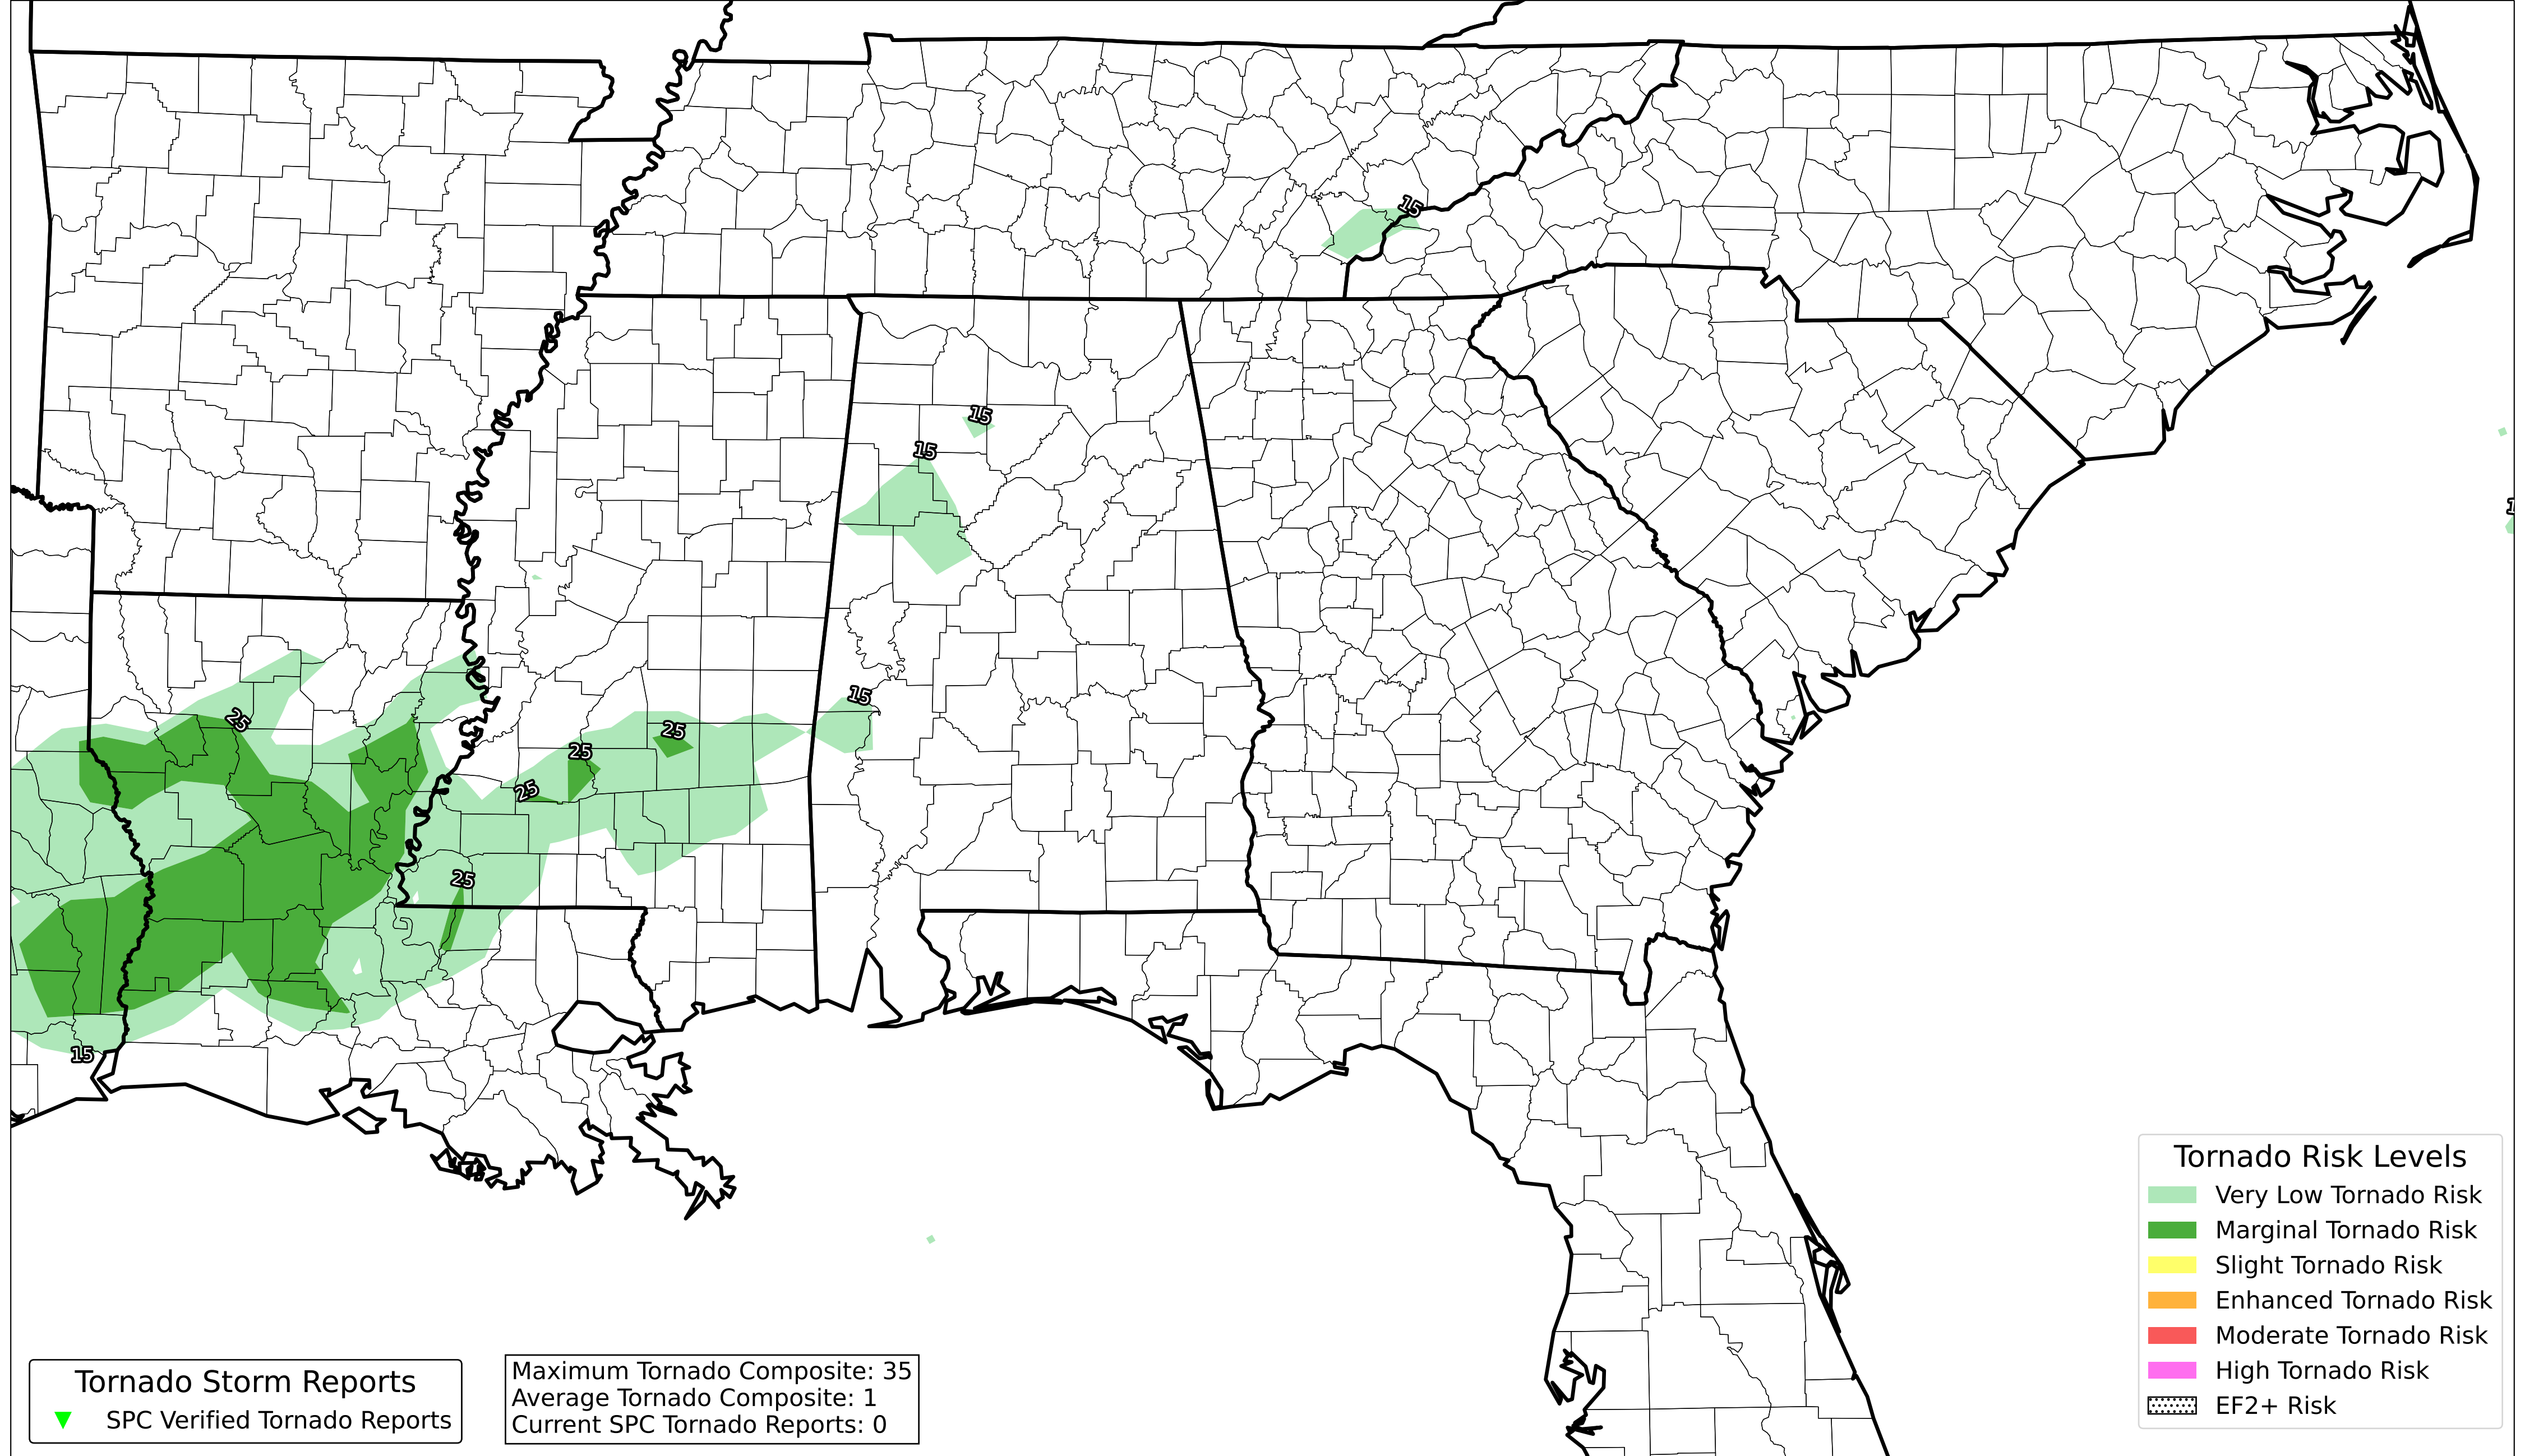 15
15
15
1
15
25
25
25
25
25
15
Tornado Risk Levels
Very Low Tornado Risk
Marginal Tornado Risk
Slight Tornado Risk
Enhanced Tornado Risk
Moderate Tornado Risk
High Tornado Risk
EF2+ Risk
Tornado Storm Reports
SPC Verified Tornado Reports
Maximum Tornado Composite: 35
Average Tornado Composite: 1
Current SPC Tornado Reports: 0